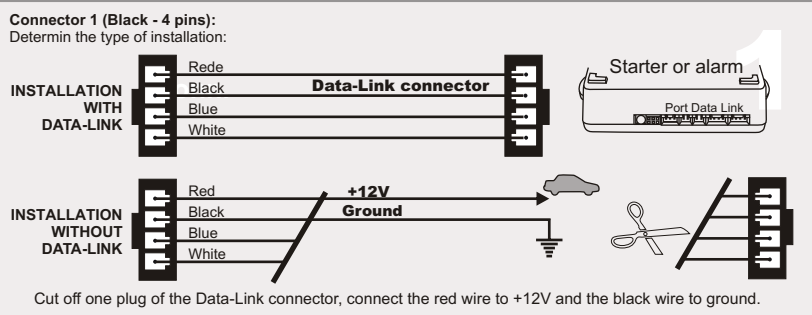 Connector 1 (Black - 4 pins):
Determin the type of installation:
1
INSTALLATION
WITH
DATA-LINK
Rede
Black
Blue
White
Data-Link connector
Starter or alarm
Port Data Link
INSTALLATION
WITHOUT
DATA-LINK
Red
Black
Blue
White
+12V
Ground
Cut off one plug of the Data-Link connector, connect the red wire to +12V and the black wire to ground.